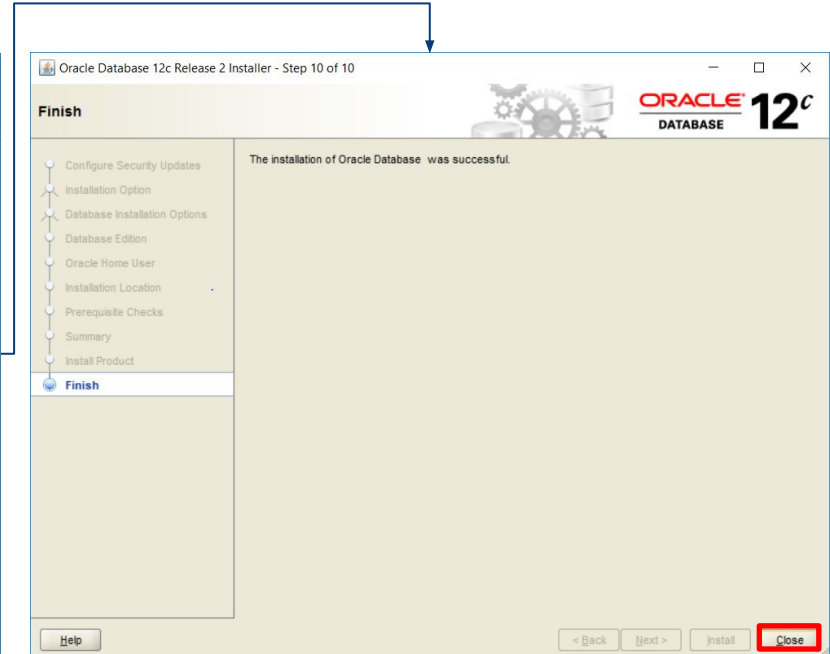 Oracle Database 12c Release 2 Installer - Step 10 of 10
Finish
ORACLE
DATABASE
12c
Configure Security Updates
Installation Option
Database Installation Options
Database Edition
Oracle Home User
Installation Location
Prerequisite Checks
Summary
Install Product
Finish
The installation of Oracle Database was successful.
Help
< Back
Next >
Install
Close